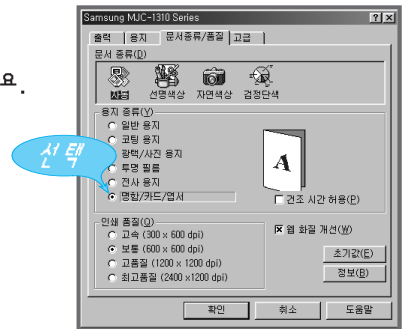 요.
Samsung MJC-1310 Series
출력 용지 문서종류/품질 고급
문서 종류(D)
사용 선명색상 자연색상 검정단색
용지 종류(Y)
일반 용지
코팅 용지
광택/사진 용지
투명 필름
전사 용지
명함/카드/엽서
선택
A
건조 시간 허용(P)
인쇄 품질(Q)
고속 (300 x 600 dpi)
보통 (600 x 600 dpi)
고품질 (1200 x 1200 dpi)
최고품질 (2400 x1200 dpi)
웹 화질 개선(W)
초기값(E)
정보(B)
확인 취소 도움말